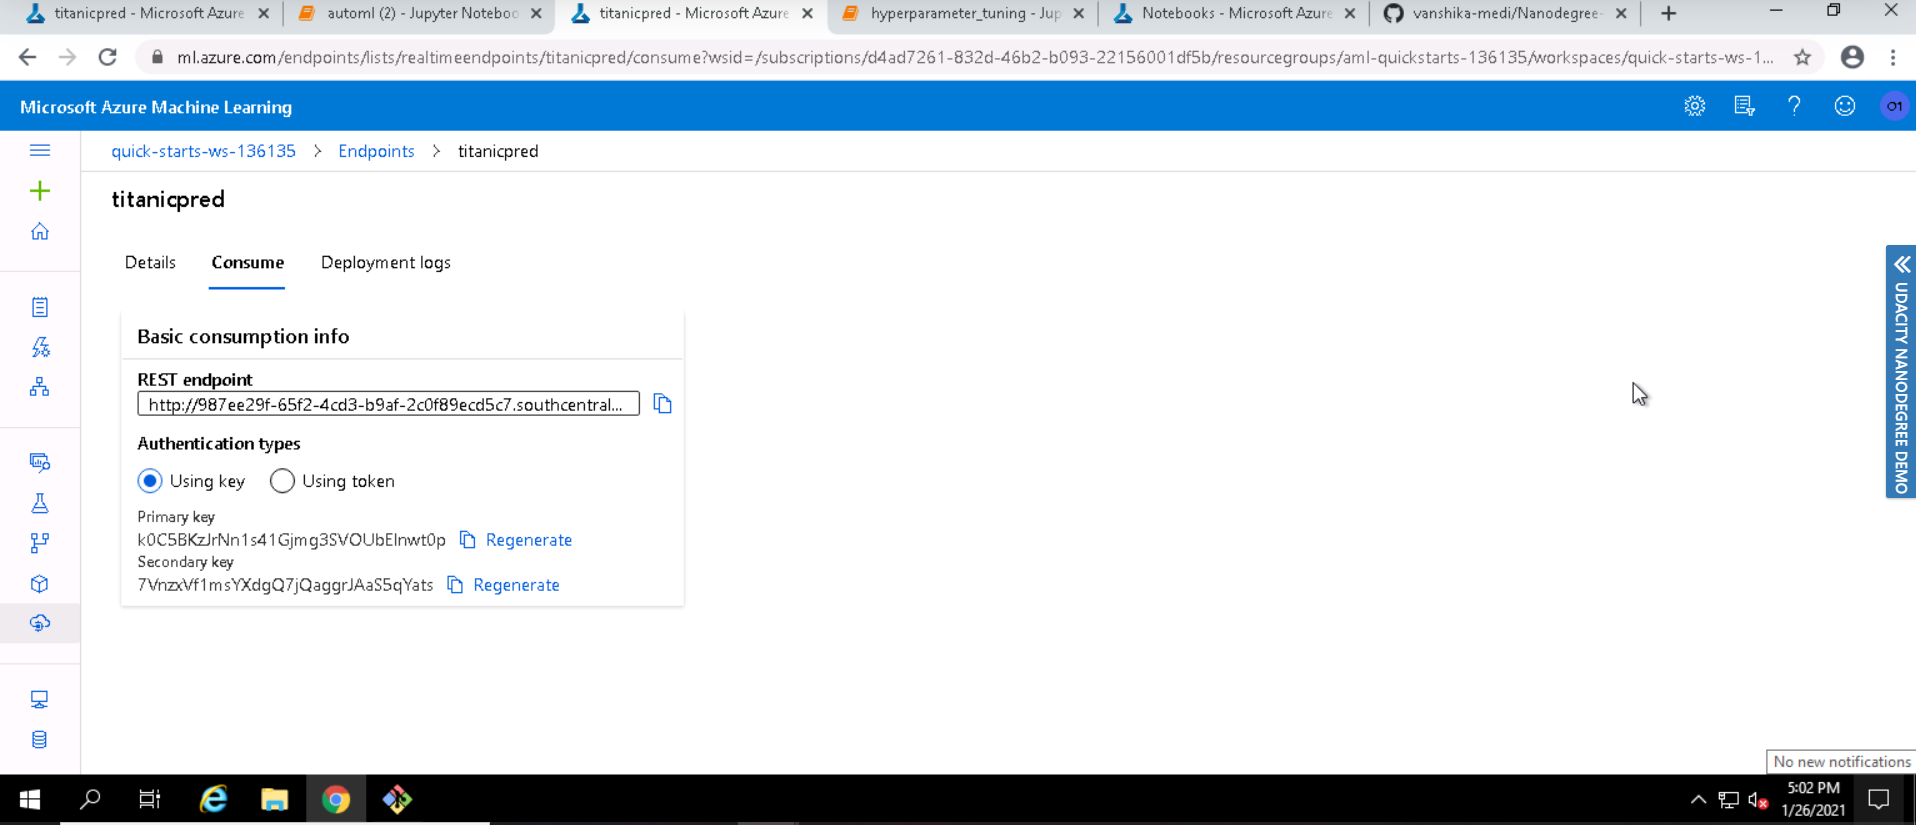 titanicpred - Microsoft Azure
automl (2) - Jupyter Noteboo
titanicpred - Microsoft Azure
hyperparameter_tuning - Jup
Notebooks - Microsoft Azure
vanshika-medi/Nanodegree-
ml.azure.com/endpoints/lists/realtimeendpoints/titanicpred/consume?wsid=/subscriptions/d4ad7261-832d-46b2-b093-22156001df5b/resourcegroups/aml-quickstarts-136135/workspaces/quick-starts-ws-1...
Microsoft Azure Machine Learning
O1
quick-starts-ws-136135 > Endpoints > titanicpred
titanicpred
Details Consume Deployment logs
Basic consumption info
REST endpoint
http://987ee29f-65f2-4cd3-b9af-2c0f89ecd5c7.southcentral...
Authentication types
Using key Using token
Primary key
k0C5BKzJrNn1s41Gjmg3SVOUbElnwt0p Regenerate
Secondary key
7VnzxVf1msYXdgQ7jQaggrJAaS5qYats Regenerate
UDACITY NANODEGREE DEMO
No new notifications
5:02 PM
1/26/2021